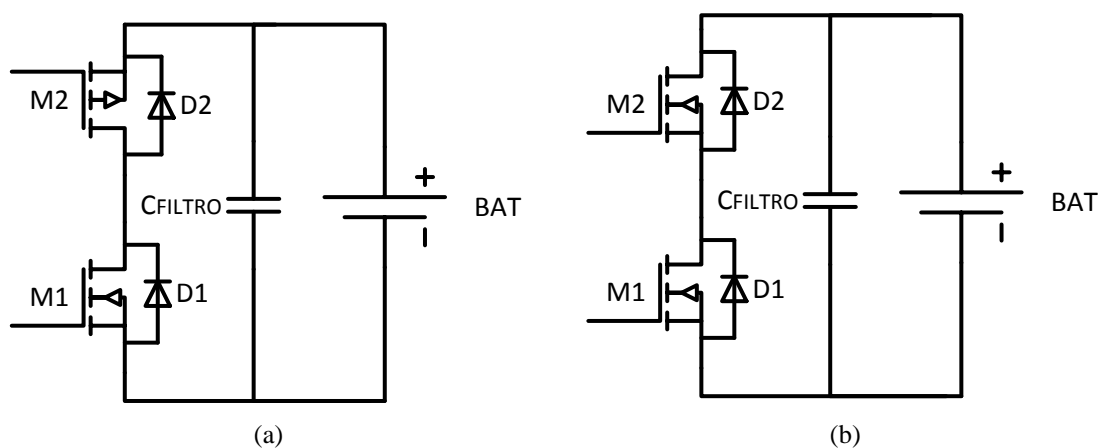 M2
D2
CFILTRO
+
BAT
M1
D1
(a)
M2
D2
CFILTRO
+
BAT
M1
D1
(b)